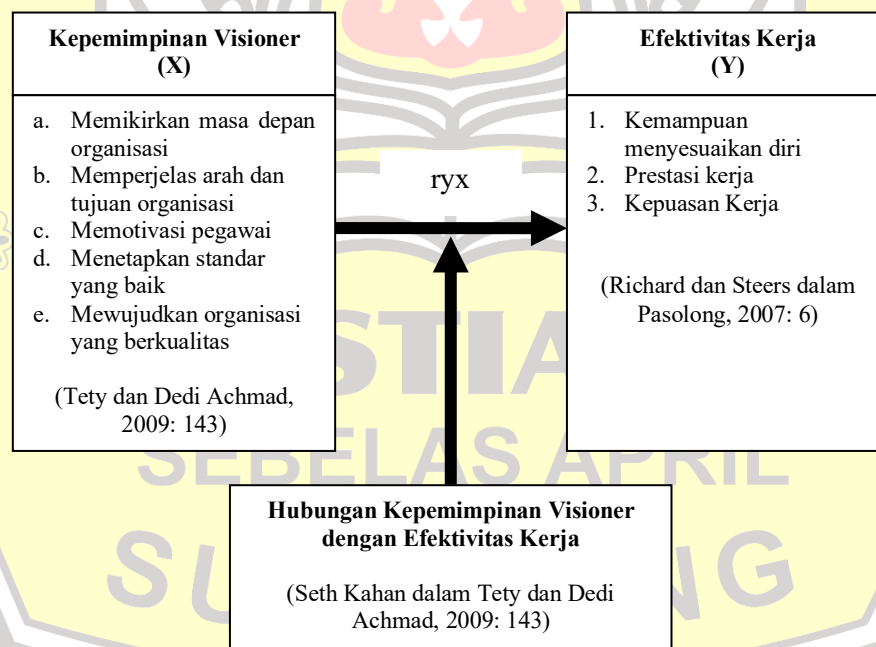 Kepemimpinan Visioner
(X)
a. Memikirkan masa depan
organisasi
b. Memperjelas arah dan
tujuan organisasi
c. Memotivasi pegawai
d. Menetapkan standar
yang baik
e. Mewujudkan organisasi
yang berkualitas
(Tety dan Dedi Achmad,
2009: 143)
ryx
Efektivitas Kerja
(Y)
1. Kemampuan
menyesuaikan diri
2. Prestasi kerja
3. Kepuasan Kerja
(Richard dan Steers dalam
Pasolong, 2007: 6)
STIA
SEBELAS APRIL
Hubungan Kepemimpinan Visioner
dengan Efektivitas Kerja
(Seth Kahan dalam Tety dan Dedi
Achmad, 2009: 143)